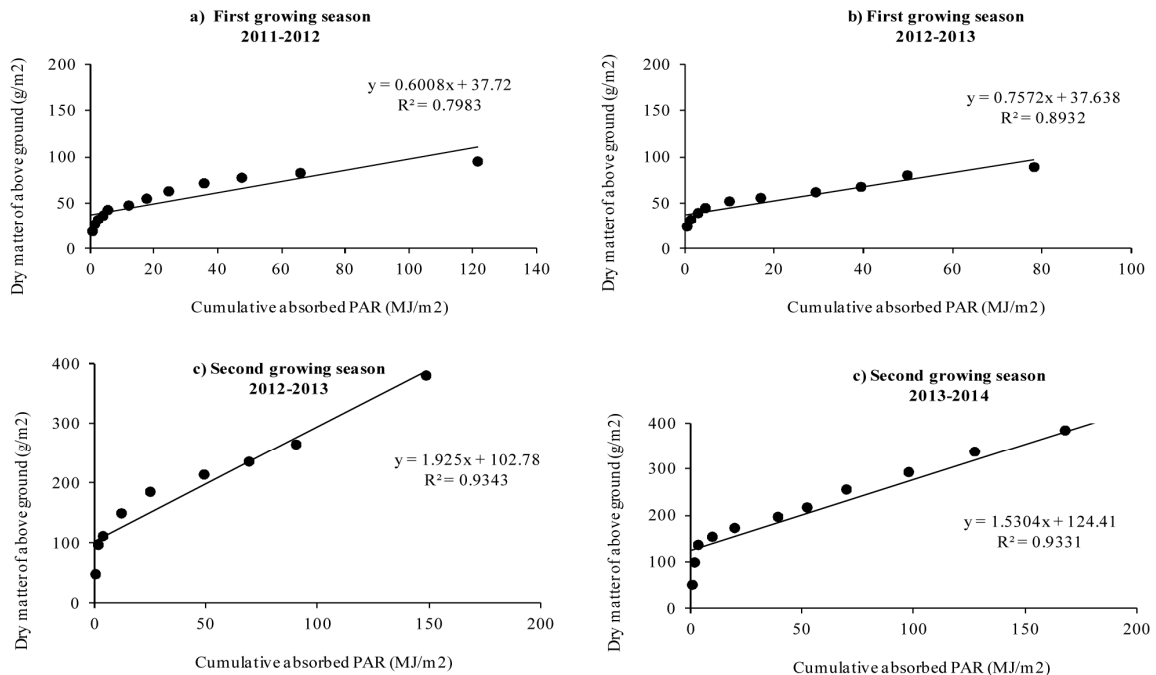 a) First growing season
2011-2012
200
150
100
50
0
0 20 40 60 80 100 120 140
Dry matter of above ground (g/m2)
Cumulative absorbed PAR (MJ/m2)
y = 0.6008x + 37.72
R² = 0.7983
b) First growing season
2012-2013
200
150
100
50
0
0 20 40 60 80 100
Dry matter of above ground (g/m2)
Cumulative absorbed PAR (MJ/m2)
y = 0.7572x + 37.638
R² = 0.8932
c) Second growing season
2012-2013
400
300
200
100
0
0 50 100 150 200
Dry matter of above ground (g/m2)
Cumulative absorbed PAR (MJ/m2)
y = 1.925x + 102.78
R² = 0.9343
c) Second growing season
2013-2014
400
300
200
100
0
0 50 100 150 200
Dry matter of above ground (g/m2)
Cumulative absorbed PAR (MJ/m2)
y = 1.5304x + 124.41
R² = 0.9331